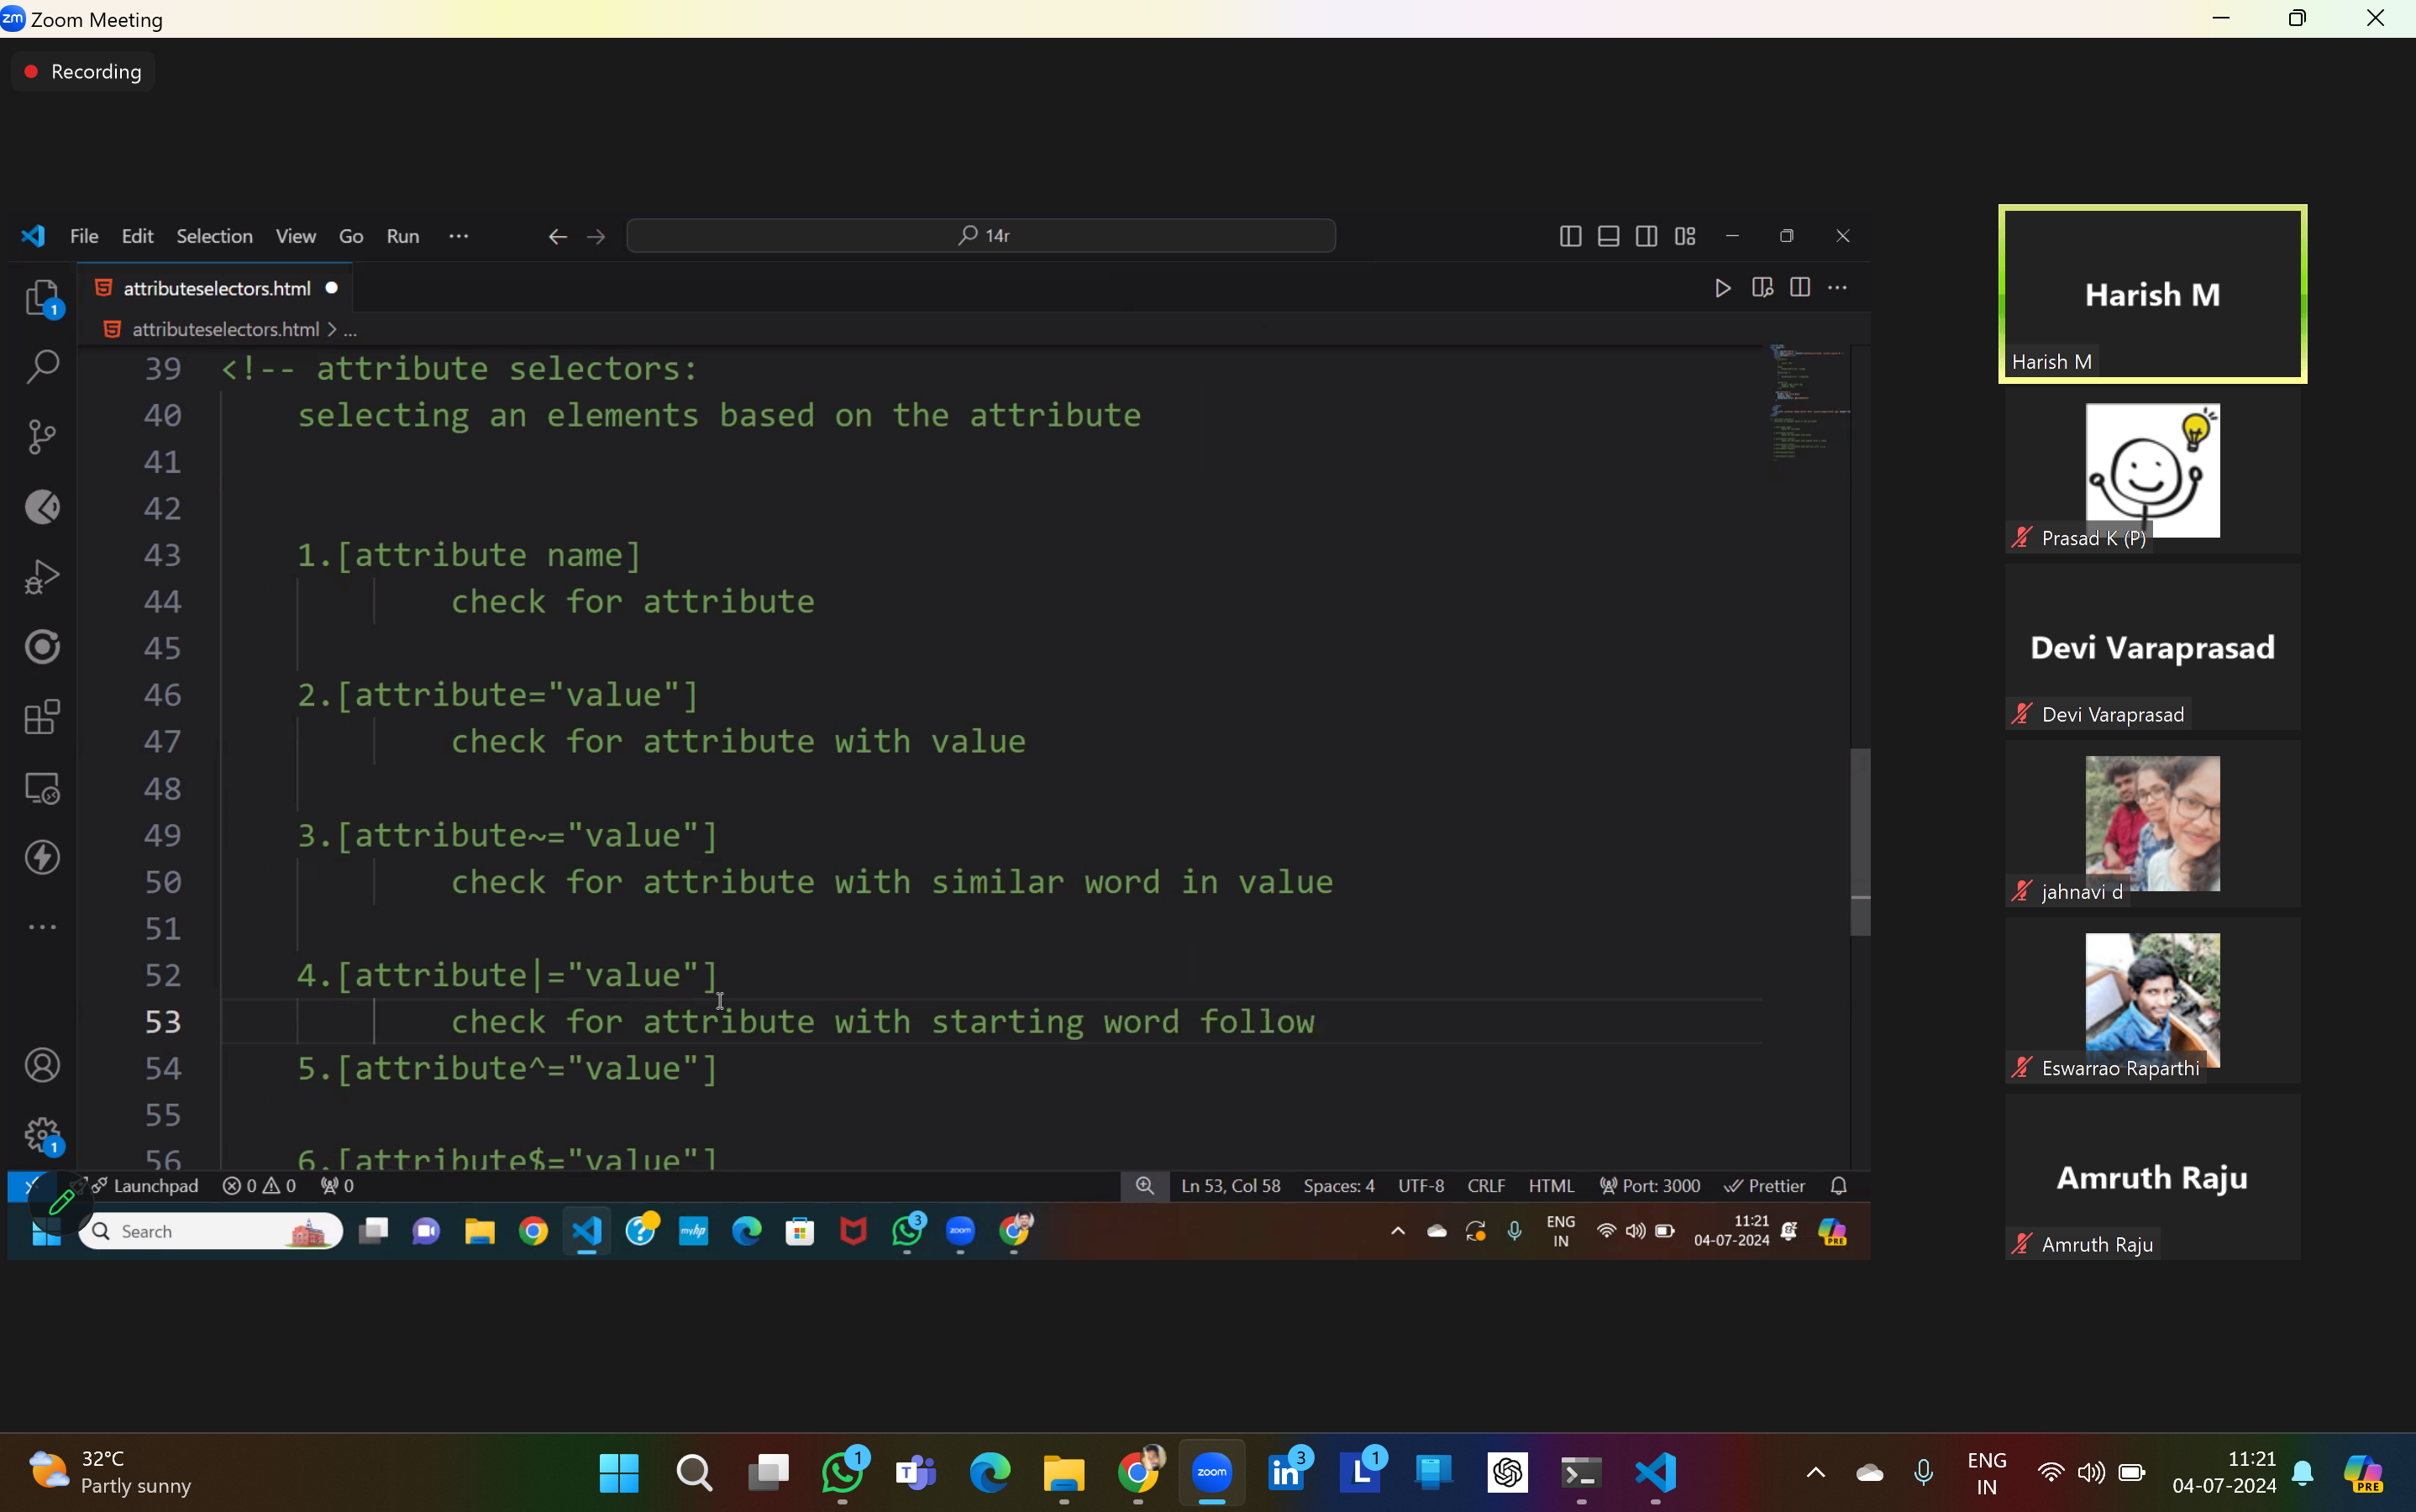 Zoom Meeting
Recording
File Edit Selection View Go Run ...
14r
attributeselectors.html
attributeselectors.html > ...
39 <!-- attribute selectors:
40 selecting an elements based on the attribute
41
42
43 1.[attribute name]
44 check for attribute
45
46 2.[attribute="value"]
47 check for attribute with value
48
49 3.[attribute~="value"]
50 check for attribute with similar word in value
51
52 4.[attribute|="value"]
53 check for attribute with starting word follow
54 5.[attribute^="value"]
55
56 6.[attribute$="value"]
Launchpad 0 0 0
Ln 53, Col 58 Spaces: 4 UTF-8 CRLF HTML Port: 3000 Prettier
Search
ENG
IN
11:21
04-07-2024
Harish M
Harish M
Prasad K (P)
Devi Varaprasad
Devi Varaprasad
jahnavi d
Eswarrao Raparthi
Amruth Raju
Amruth Raju
32°C
Partly sunny
zoom
ENG
IN
11:21
04-07-2024
PRE